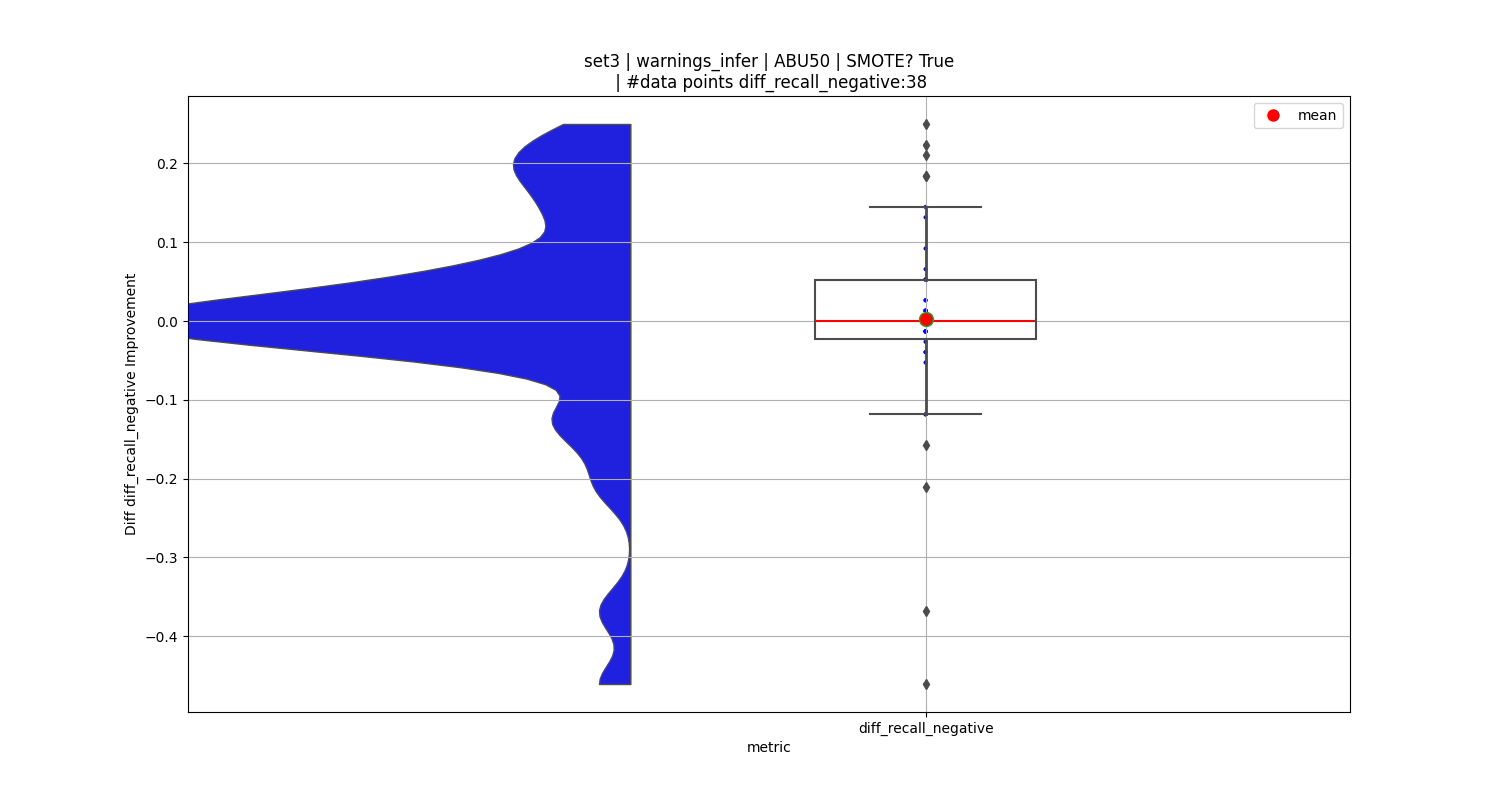 set3 | warnings_infer | ABU50 | SMOTE? True
| #data points diff_recall_negative:38
mean
Diff diff_recall_negative Improvement
0.2
0.1
0.0
−0.1
−0.2
−0.3
−0.4
diff_recall_negative
metric